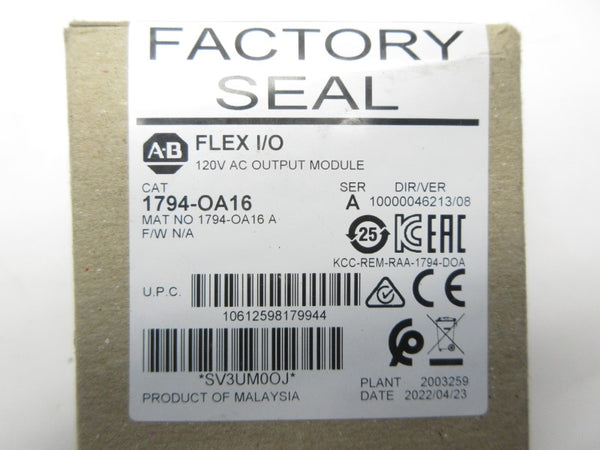 FACTORY
SEAL
A-B
FLEX I/O
120V AC OUTPUT MODULE
CAT
1794-OA16
SER
A
DIR/VER
10000046213/08
MAT NO 1794-OA16 A
F/W N/A
25
KC
EAC
KCC-REM-RAA-1794-DOA
U.P.C.
10612598179944
CE
*SV3UM0OJ*
PRODUCT OF MALAYSIA
PLANT 2003259
DATE 2022/04/23